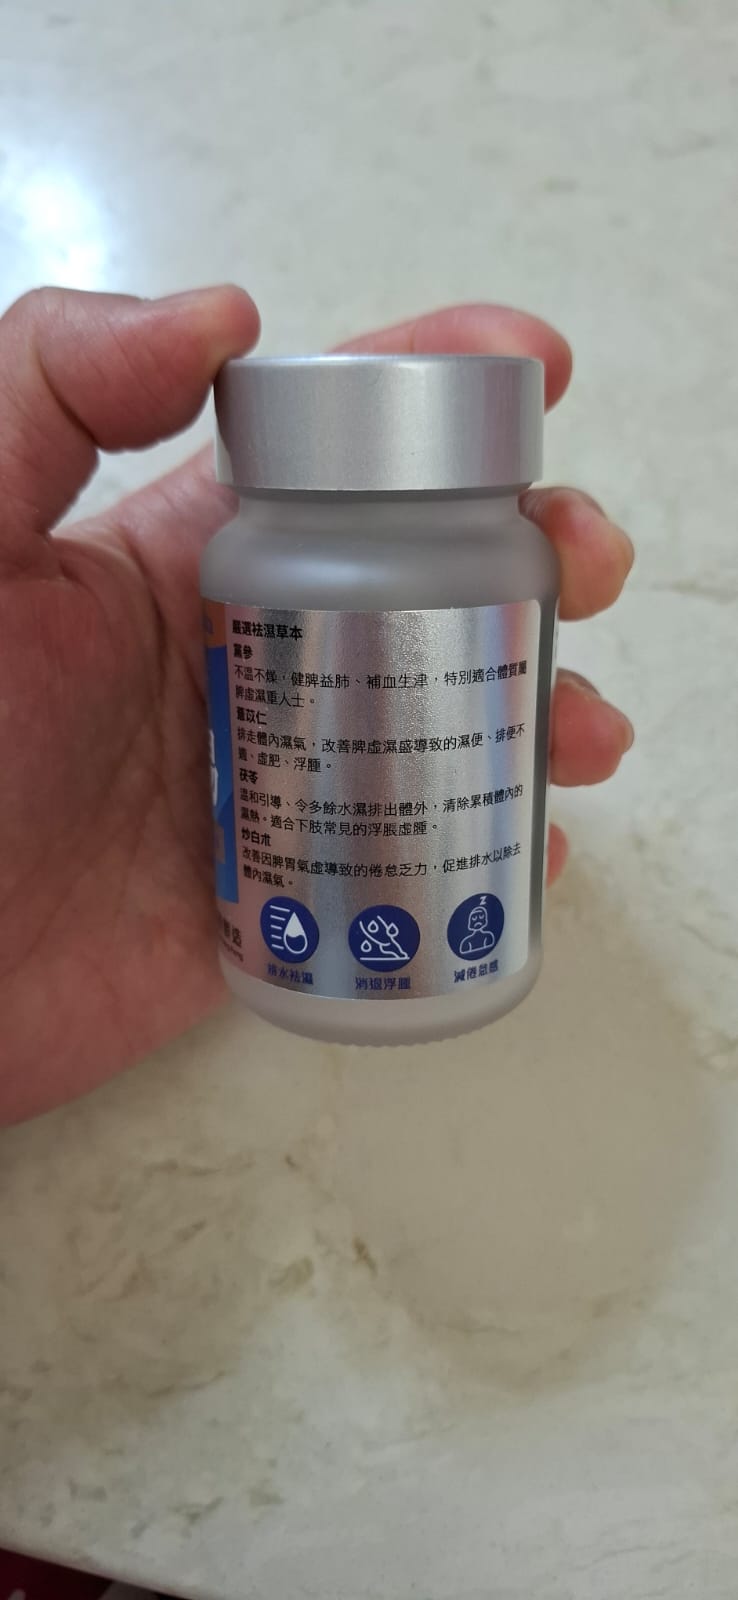 嚴選祛濕草本
黨參
不溫不燥，健脾益肺、補血生津，特別適合體質屬
脾虛濕重人士。
薏苡仁
排走體內濕氣，改善脾虛濕盛導致的濕便、排便不
適、虛肥、浮腫。
茯苓
溫和引導、令多餘水濕排出體外，清除累積體內的
濕熱。適合下肢常見的浮脹虛腫。
炒白朮
改善因脾胃氣虛導致的倦怠乏力，促進排水以除去
體內濕氣。
z
排水祛濕
消退浮腫
減倦怠感
造